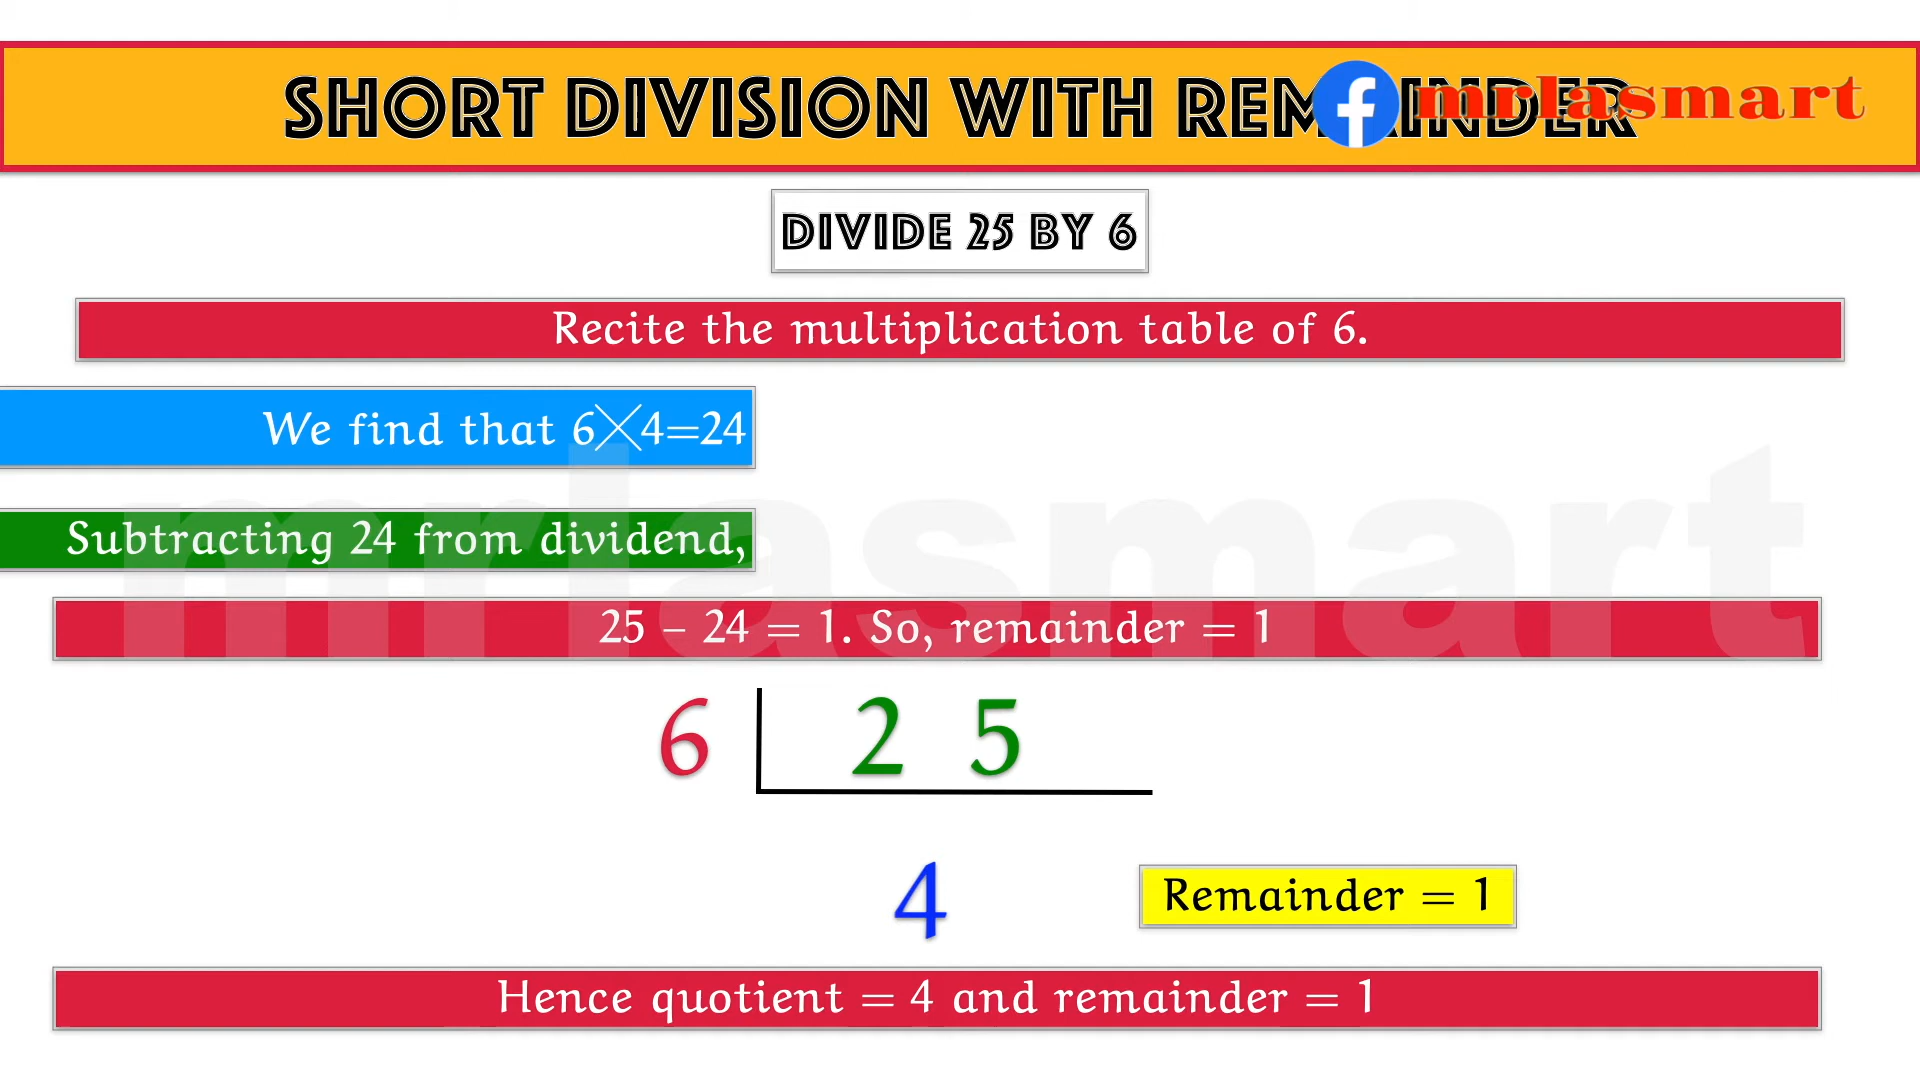 SHORT DIVISION WITH REMAINDER
mrlasmart
DIVIDE 25 BY 6
Recite the multiplication table of 6.
We find that 6×4=24
Subtracting 24 from dividend,
mrlasmart
25 – 24 = 1. So, remainder = 1
6 2 5
4 Remainder = 1
Hence quotient = 4 and remainder = 1